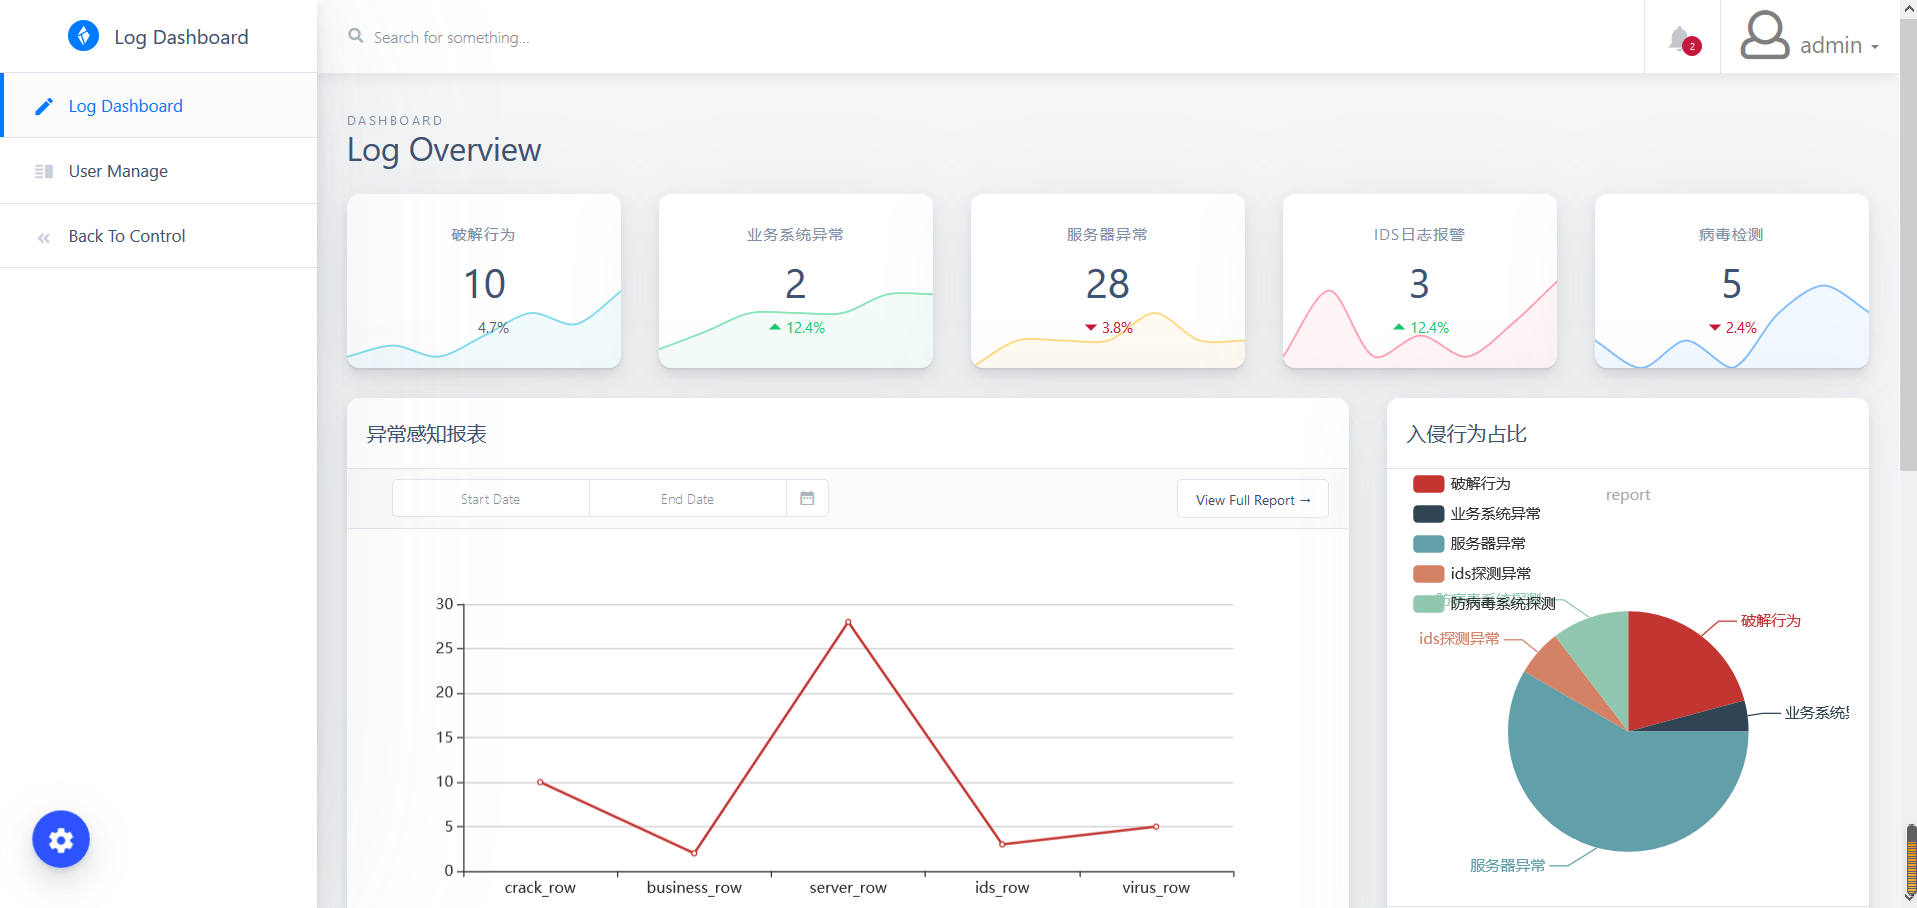 Log Dashboard
Search for something...
2
admin
Log Dashboard
User Manage
Back To Control
DASHBOARD
Log Overview
破解行为
10
4.7%
业务系统异常
2
12.4%
服务器异常
28
3.8%
IDS日志报警
3
12.4%
病毒检测
5
2.4%
异常感知报表
Start Date
End Date
View Full Report →
30
25
20
15
10
5
0
crack_row
business_row
server_row
ids_row
virus_row
入侵行为占比
report
破解行为
业务系统异常
服务器异常
ids探测异常
防病毒系统探测
防病毒系统探测
破解行为
ids探测异常
业务系统
服务器异常